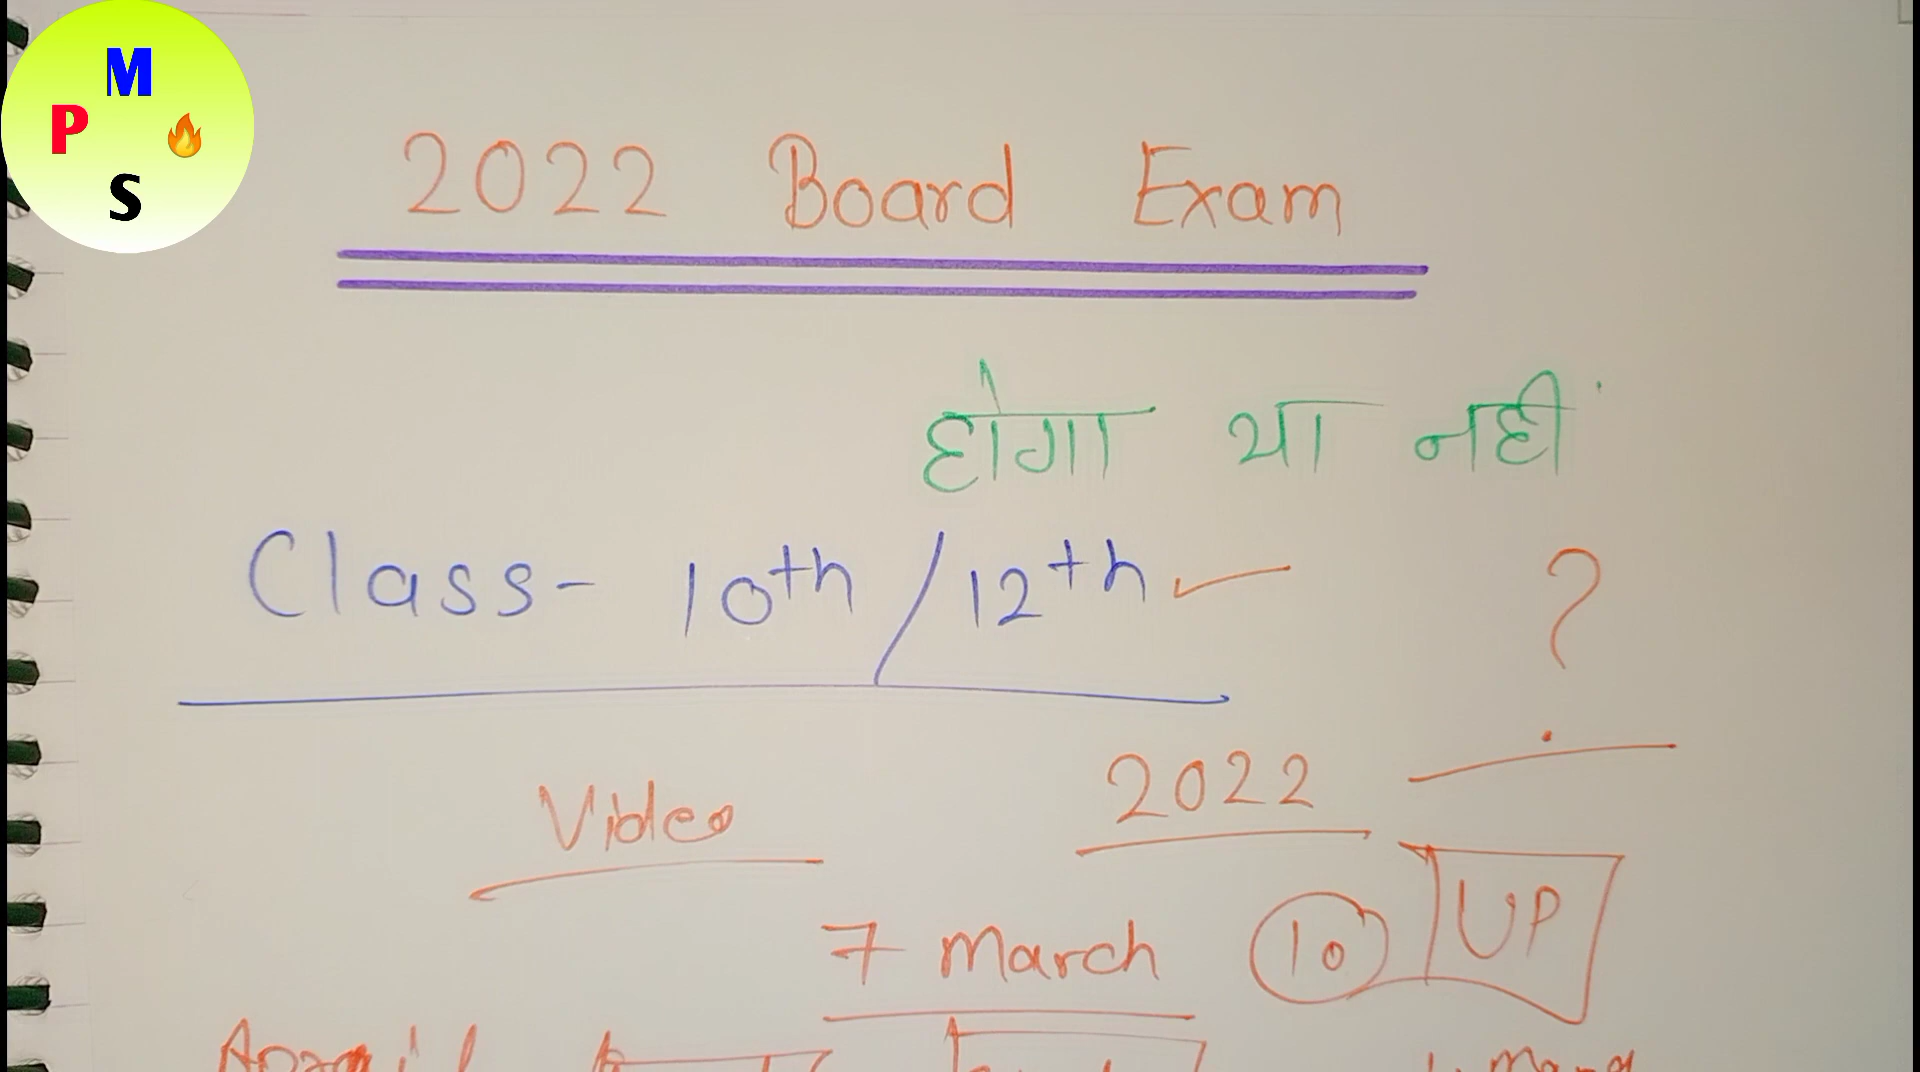 M
P 🔥
S
2022 Board Exam
होगा या नहीं
Class- 10th / 12th ✓
?
Video 2022
7 March 10 UP